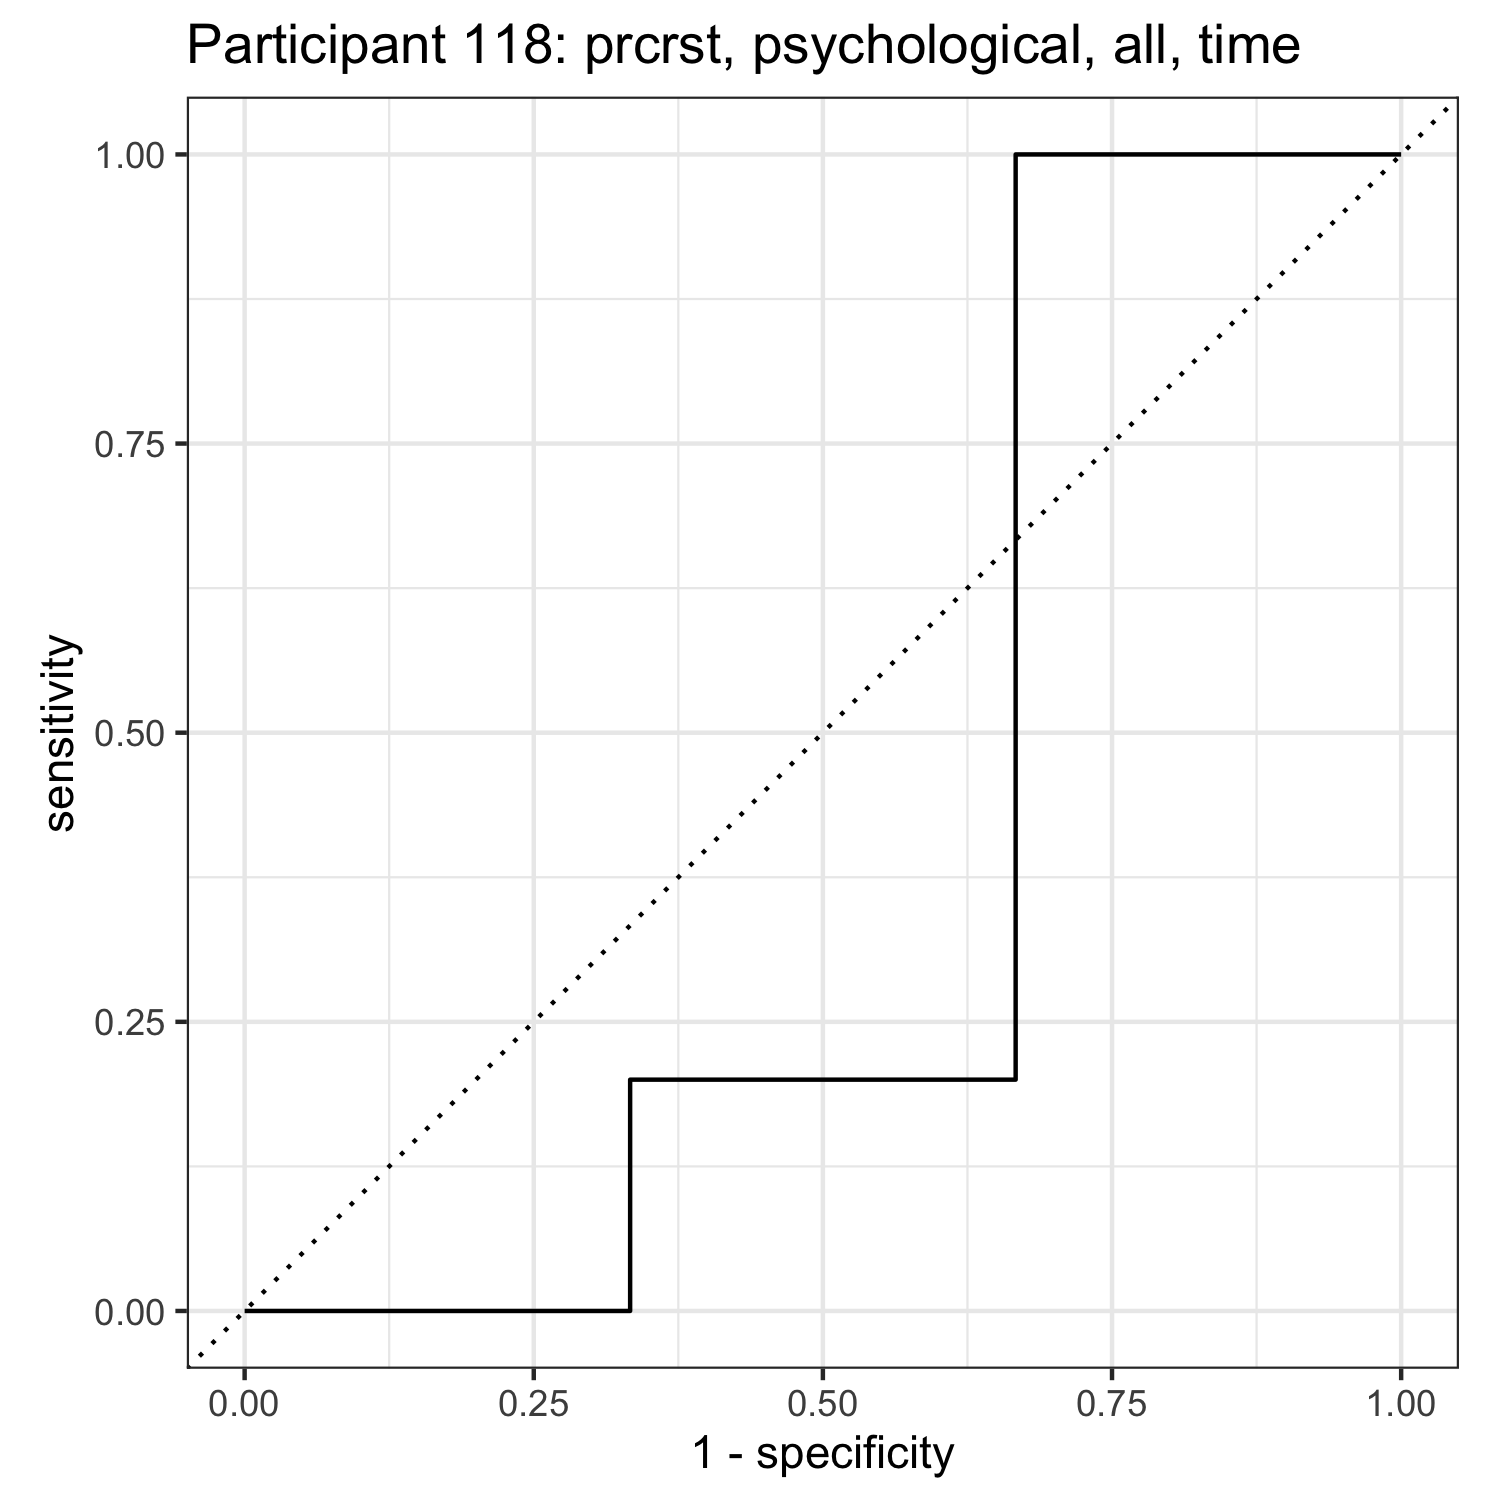 Participant 118: prcrst, psychological, all, time
1.00
0.75
0.50
0.25
0.00
sensitivity
0.00 0.25 0.50 0.75 1.00
1 - specificity